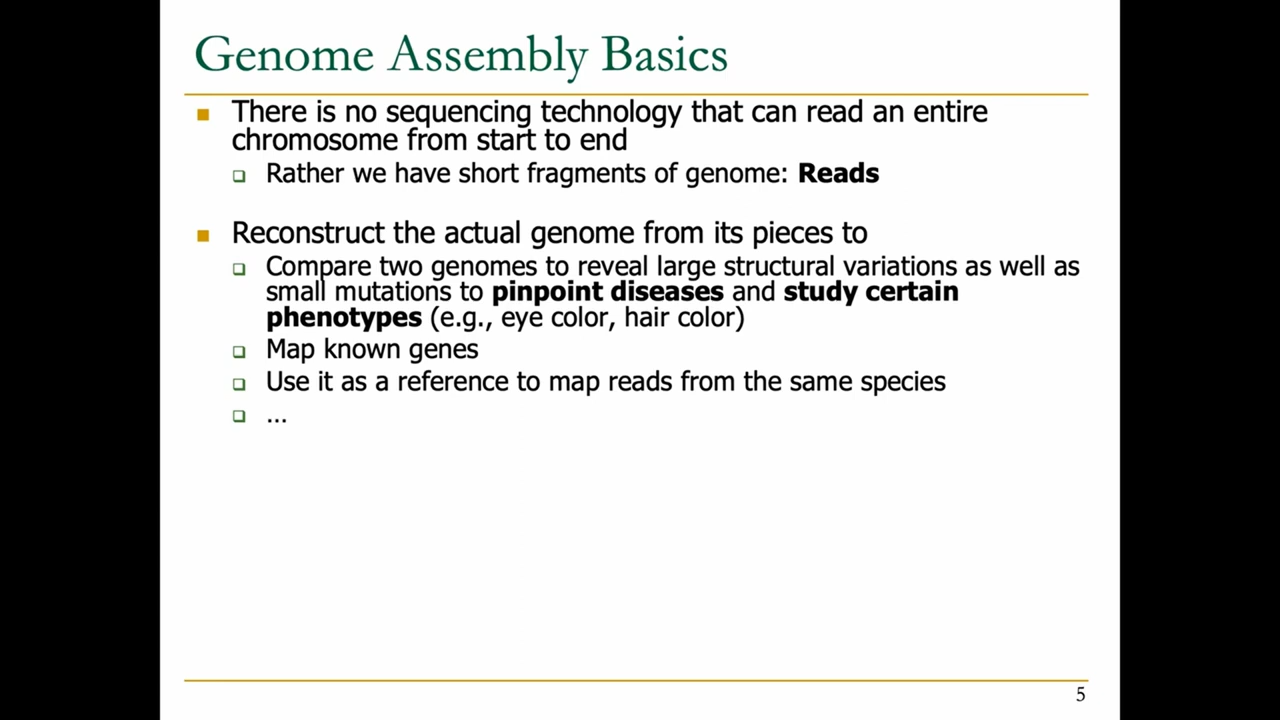 Genome Assembly Basics
There is no sequencing technology that can read an entire
chromosome from start to end
Rather we have short fragments of genome: Reads
Reconstruct the actual genome from its pieces to
Compare two genomes to reveal large structural variations as well as
small mutations to pinpoint diseases and study certain
phenotypes (e.g., eye color, hair color)
Map known genes
Use it as a reference to map reads from the same species
...
5